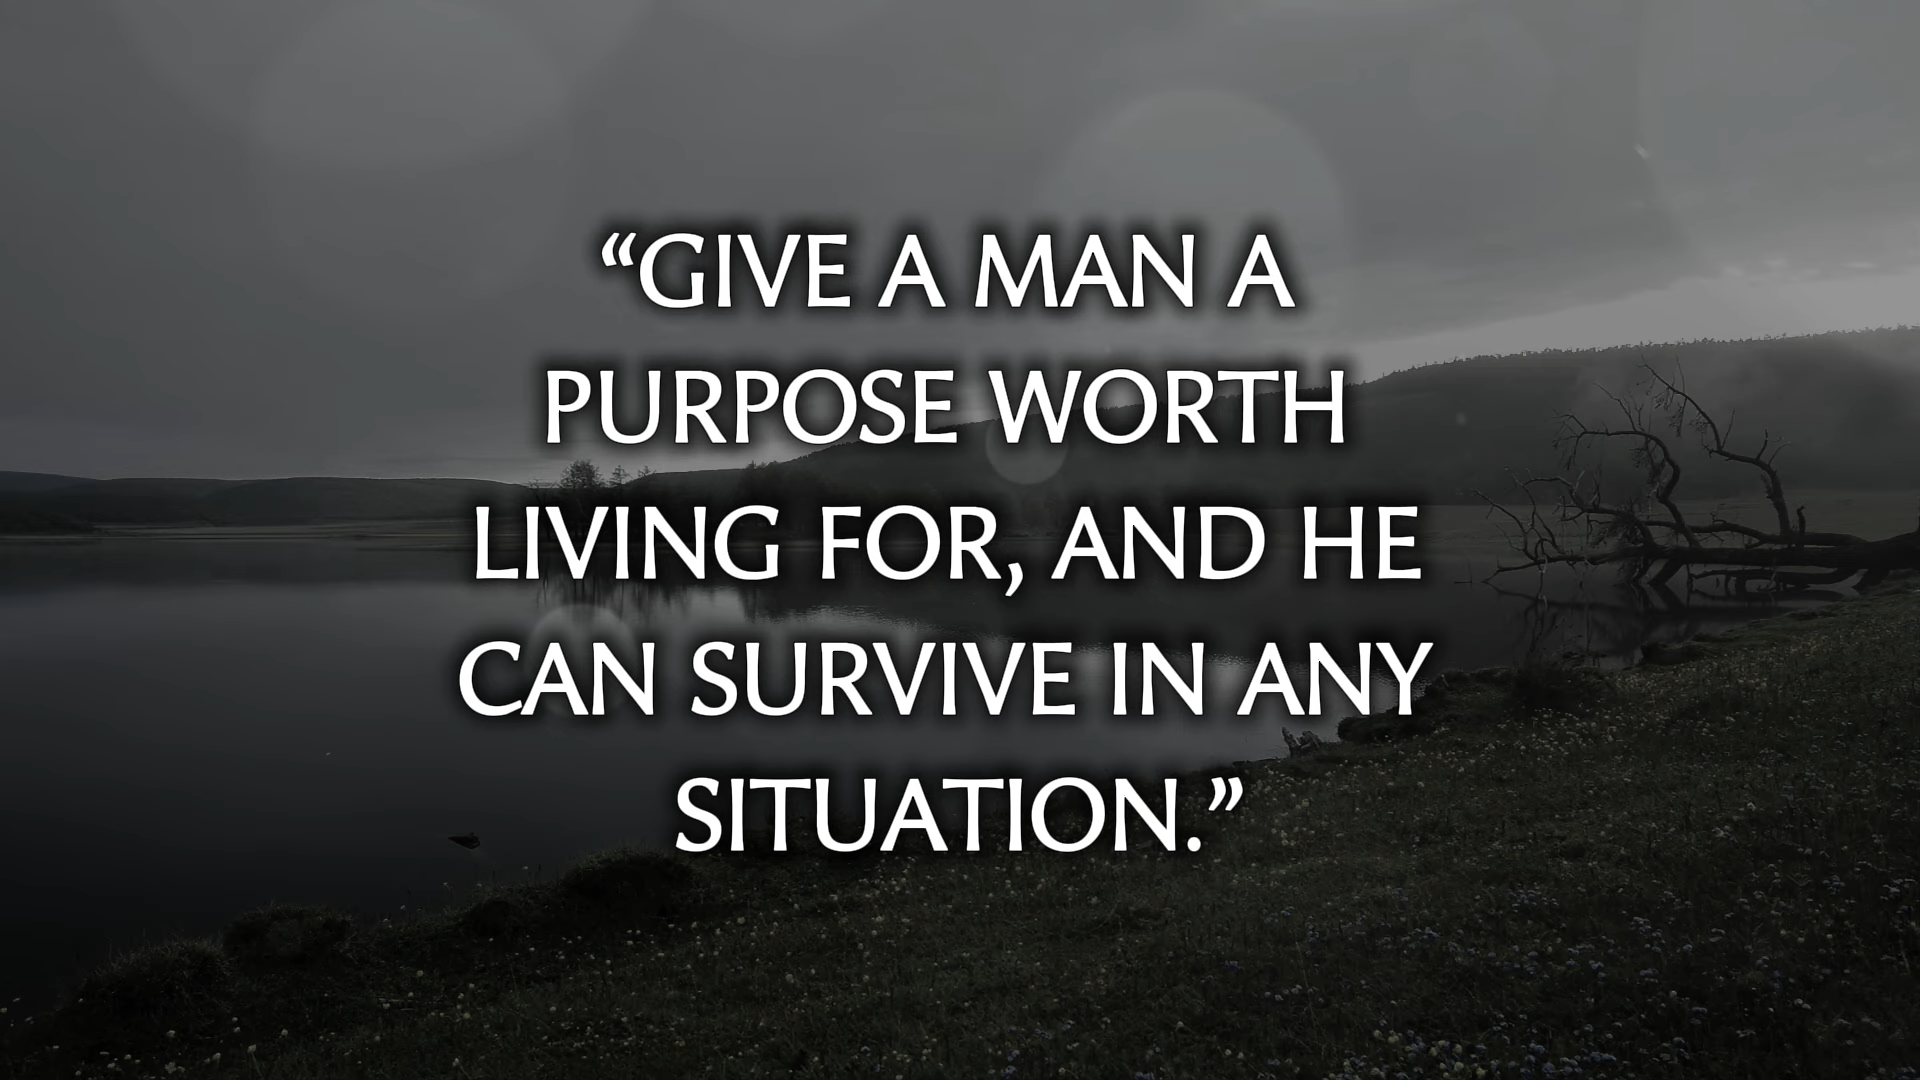 “GIVE A MAN A
PURPOSE WORTH
LIVING FOR, AND HE
CAN SURVIVE IN ANY
SITUATION.”